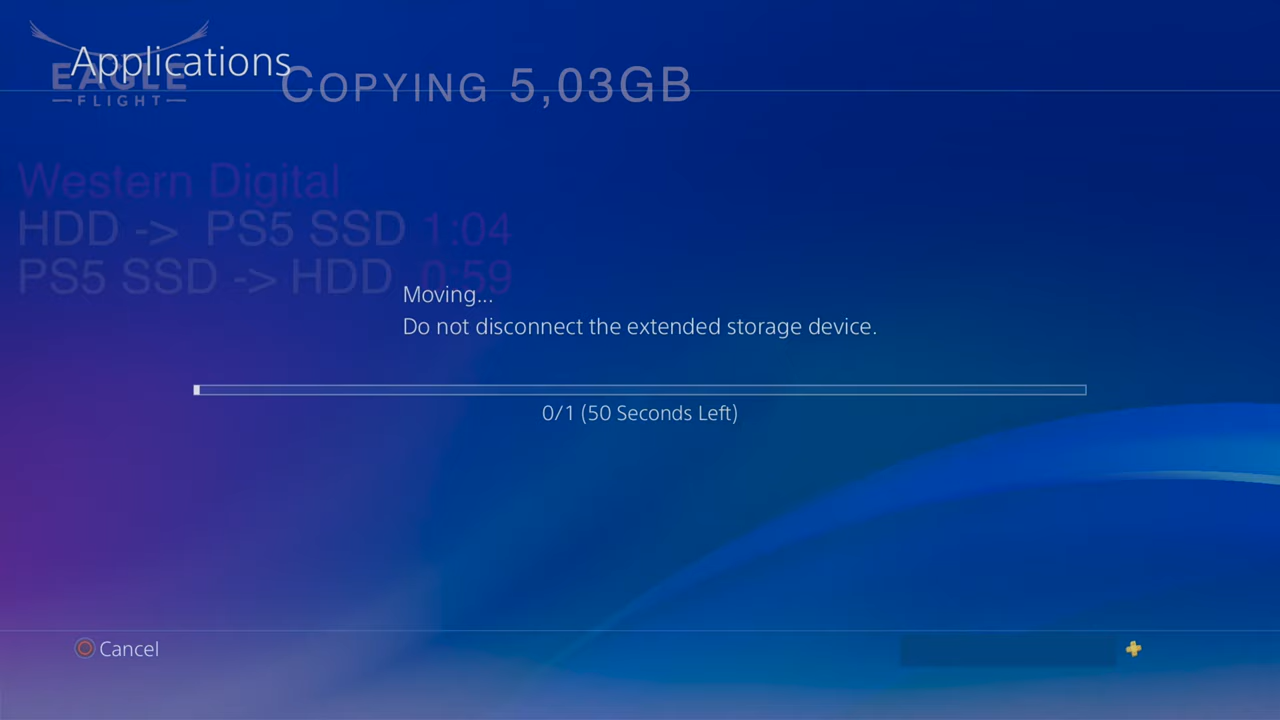 Applications
EAGLE
FLIGHT
COPYING 5,03GB
Western Digital
HDD -> PS5 SSD 1:04
PS5 SSD -> HDD 0:59
Moving...
Do not disconnect the extended storage device.
0/1 (50 Seconds Left)
Cancel